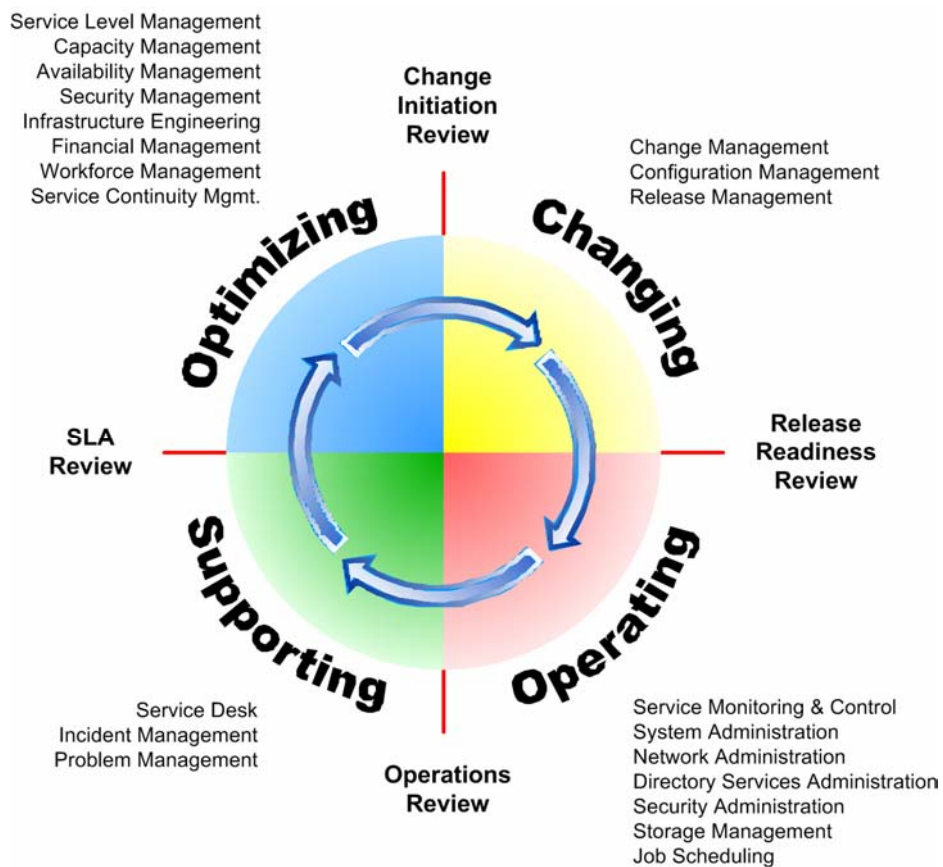 Service Level Management
Capacity Management
Availability Management
Security Management
Infrastructure Engineering
Financial Management
Workforce Management
Service Continuity Mgmt.
Change
Initiation
Review
Change Management
Configuration Management
Release Management
Optimizing
Changing
SLA
Review
Release
Readiness
Review
Supporting
Operating
Service Desk
Incident Management
Problem Management
Operations
Review
Service Monitoring & Control
System Administration
Network Administration
Directory Services Administration
Security Administration
Storage Management
Job Scheduling